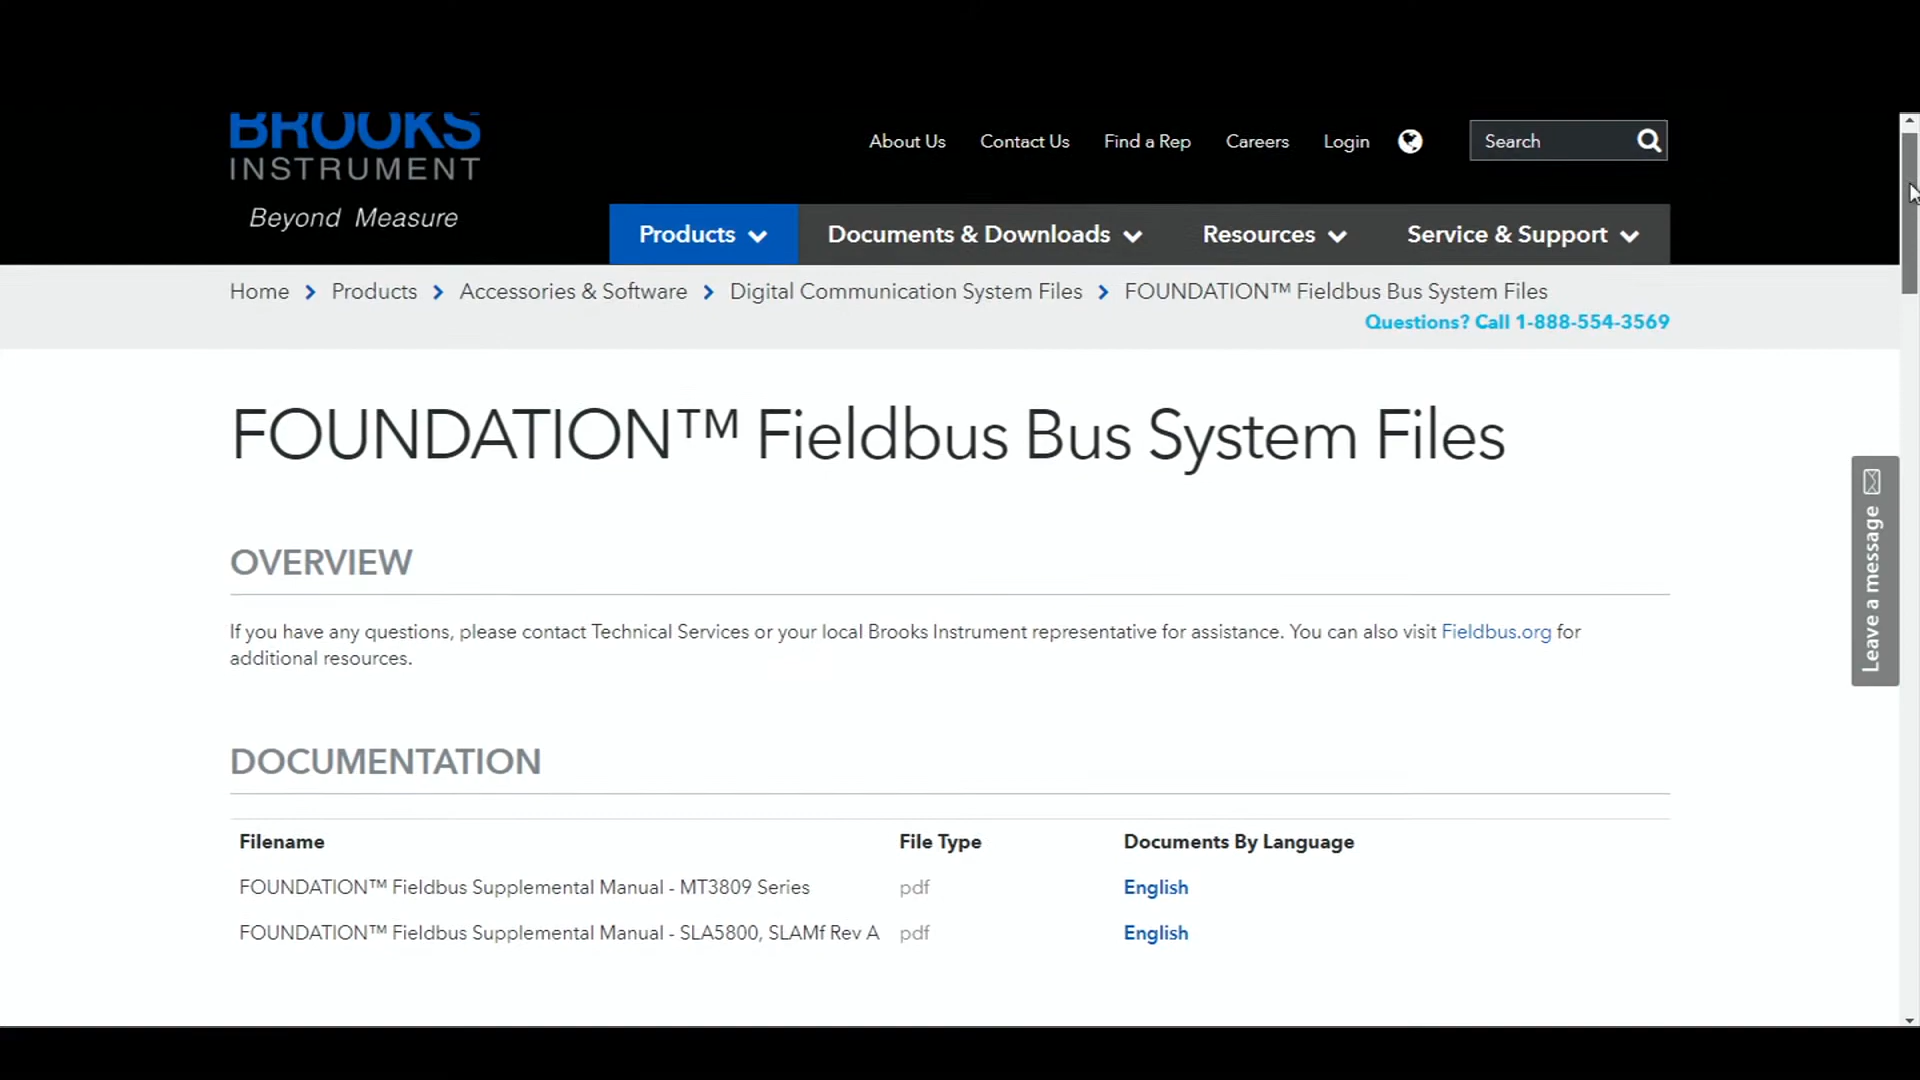 BROOKS
INSTRUMENT
Beyond Measure
About Us Contact Us Find a Rep Careers Login Search
Products Documents & Downloads Resources Service & Support
Home Products Accessories & Software Digital Communication System Files FOUNDATION™ Fieldbus Bus System Files
Questions? Call 1-888-554-3569
FOUNDATION™ Fieldbus Bus System Files
OVERVIEW
If you have any questions, please contact Technical Services or your local Brooks Instrument representative for assistance. You can also visit Fieldbus.org for
additional resources.
Leave a message
DOCUMENTATION
Filename File Type Documents By Language
FOUNDATION™ Fieldbus Supplemental Manual - MT3809 Series pdf English
FOUNDATION™ Fieldbus Supplemental Manual - SLA5800, SLAMf Rev A pdf English